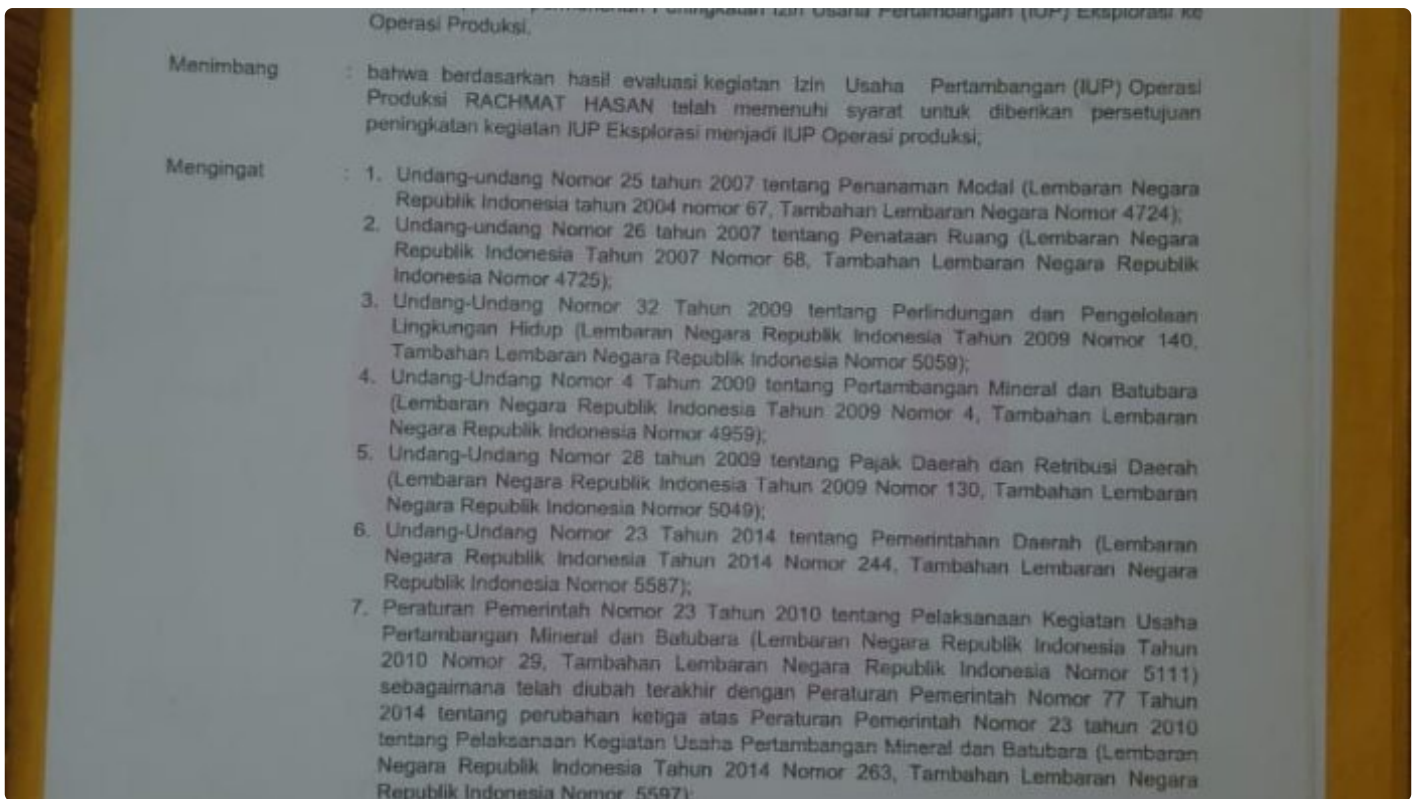 permohonan Peningkatan Izin Usaha Pertambangan (IUP) Eksplorasi ke
Operasi Produksi.
Menimbang : bahwa berdasarkan hasil evaluasi kegiatan Izin Usaha Pertambangan (IUP) Operasi
Produksi RACHMAT HASAN telah memenuhi syarat untuk diberikan persetujuan
peningkatan kegiatan IUP Eksplorasi menjadi IUP Operasi produksi;
Mengingat : 1. Undang-undang Nomor 25 tahun 2007 tentang Penanaman Modal (Lembaran Negara
Republik Indonesia tahun 2004 nomor 67, Tambahan Lembaran Negara Nomor 4724);
2. Undang-undang Nomor 26 tahun 2007 tentang Penataan Ruang (Lembaran Negara
Republik Indonesia Tahun 2007 Nomor 68, Tambahan Lembaran Negara Republik
Indonesia Nomor 4725);
3. Undang-Undang Nomor 32 Tahun 2009 tentang Perlindungan dan Pengelolaan
Lingkungan Hidup (Lembaran Negara Republik Indonesia Tahun 2009 Nomor 140,
Tambahan Lembaran Negara Republik Indonesia Nomor 5059);
4. Undang-Undang Nomor 4 Tahun 2009 tentang Pertambangan Mineral dan Batubara
(Lembaran Negara Republik Indonesia Tahun 2009 Nomor 4, Tambahan Lembaran
Negara Republik Indonesia Nomor 4959);
5. Undang-Undang Nomor 28 tahun 2009 tentang Pajak Daerah dan Retribusi Daerah
(Lembaran Negara Republik Indonesia Tahun 2009 Nomor 130, Tambahan Lembaran
Negara Republik Indonesia Nomor 5049);
6. Undang-Undang Nomor 23 Tahun 2014 tentang Pemerintahan Daerah (Lembaran
Negara Republik Indonesia Tahun 2014 Nomor 244, Tambahan Lembaran Negara
Republik Indonesia Nomor 5587);
7. Peraturan Pemerintah Nomor 23 Tahun 2010 tentang Pelaksanaan Kegiatan Usaha
Pertambangan Mineral dan Batubara (Lembaran Negara Republik Indonesia Tahun
2010 Nomor 29, Tambahan Lembaran Negara Republik Indonesia Nomor 5111)
sebagaimana telah diubah terakhir dengan Peraturan Pemerintah Nomor 77 Tahun
2014 tentang perubahan ketiga atas Peraturan Pemerintah Nomor 23 tahun 2010
tentang Pelaksanaan Kegiatan Usaha Pertambangan Mineral dan Batubara (Lembaran
Negara Republik Indonesia Tahun 2014 Nomor 263, Tambahan Lembaran Negara
Republik Indonesia Nomor 5597);